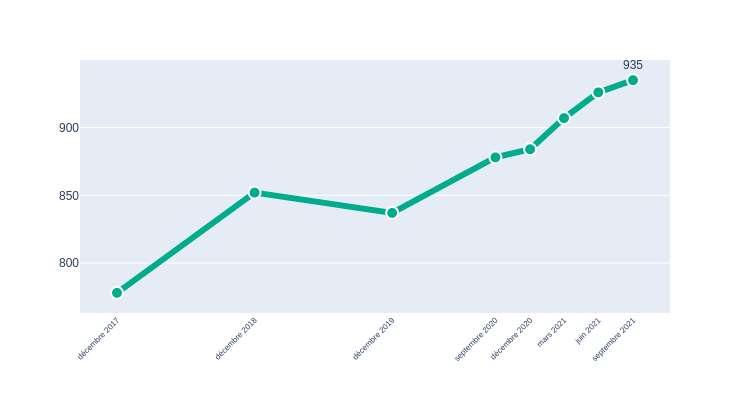 935
900
850
800
décembre 2017
décembre 2018
décembre 2019
septembre 2020
décembre 2020
mars 2021
juin 2021
septembre 2021